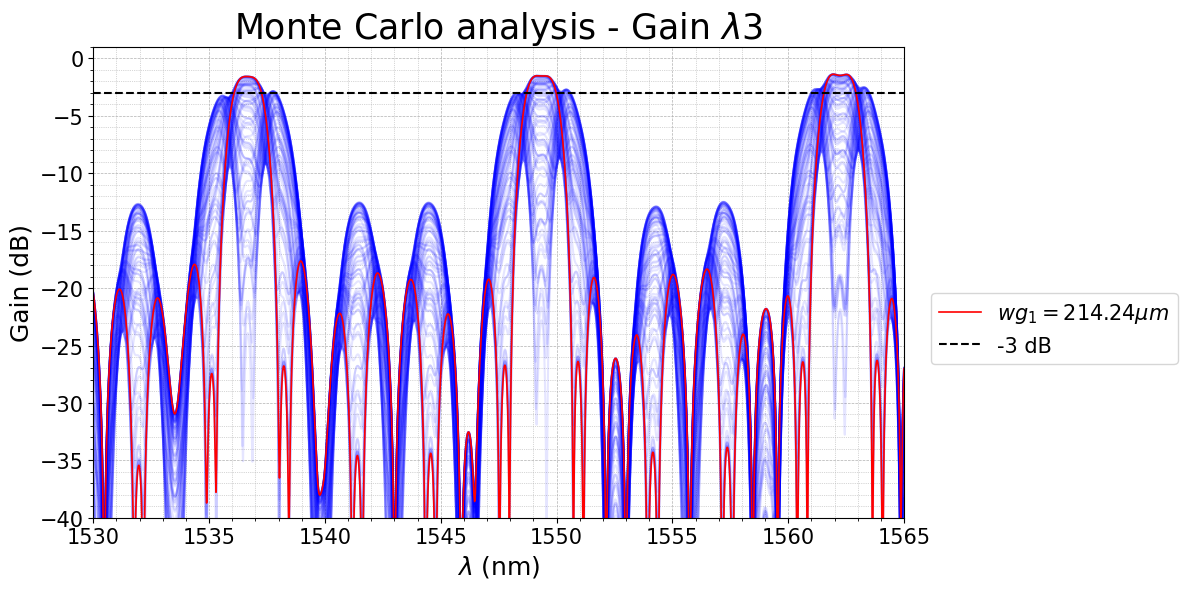 Monte Carlo analysis - Gain λ3
Gain (dB)
0
−5
−10
−15
−20
−25
−30
−35
−40
1530 1535 1540 1545 1550 1555 1560 1565
λ (nm)
wg₁ = 214.24μm
-3 dB